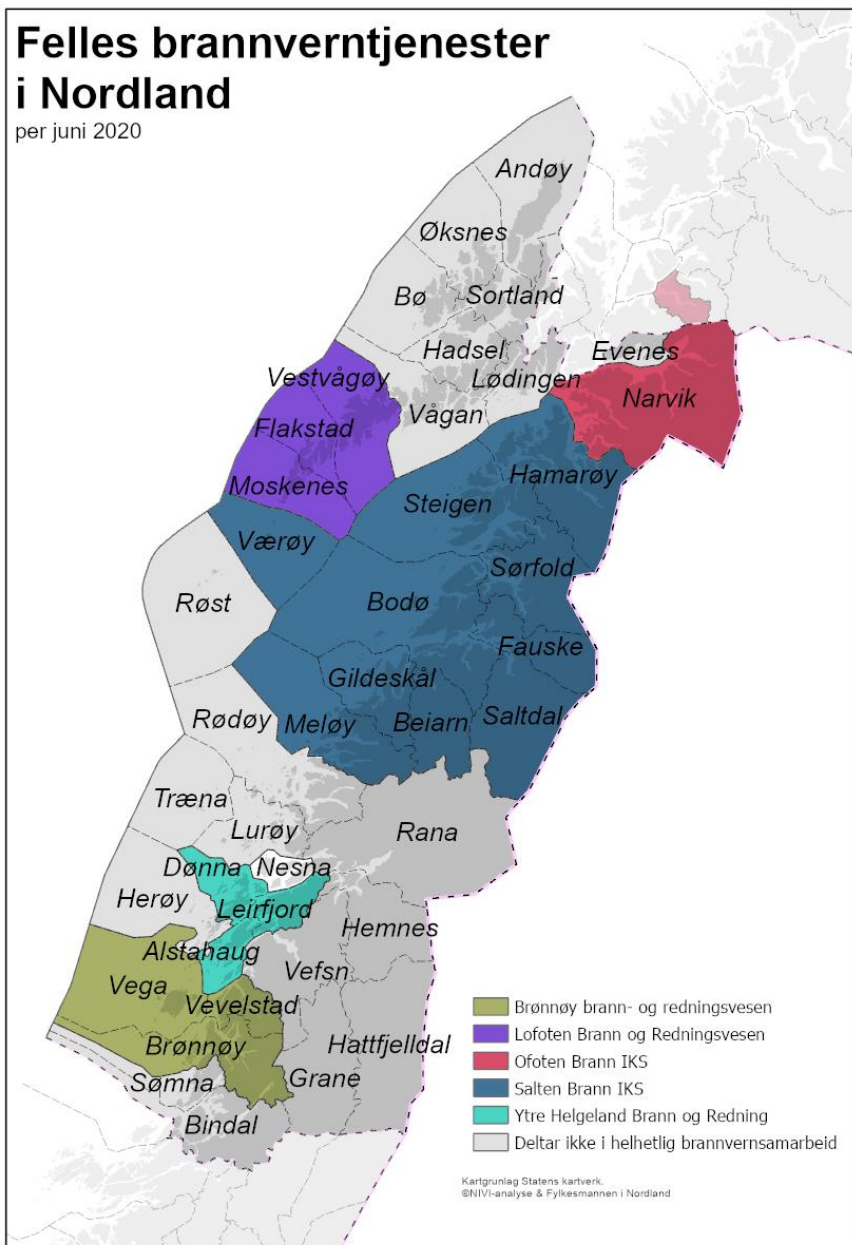 Felles brannverntjenester
i Nordland
per juni 2020
Andøy
Øksnes
Bø
Sortland
Hadsel
Evenes
Lødingen
Vestvågøy
Vågan
Narvik
Flakstad
Moskenes
Hamarøy
Steigen
Værøy
Sørfold
Røst
Bodø
Fauske
Gildeskål
Rødøy
Meløy
Beiarn
Saltdal
Træna
Lurøy
Rana
Dønna
Nesna
Herøy
Leirfjord
Hemnes
Alstahaug
Vefsn
Vega
Vevelstad
Brønnøy
Hattfjelldal
Sømna
Grane
Bindal
Brønnøy brann- og redningsvesen
Lofoten Brann og Redningsvesen
Ofoten Brann IKS
Salten Brann IKS
Ytre Helgeland Brann og Redning
Deltar ikke i helhetlig brannvernsamarbeid
Kartgrunlag Statens kartverk.
©NIVI-analyse & Fylkesmannen i Nordland